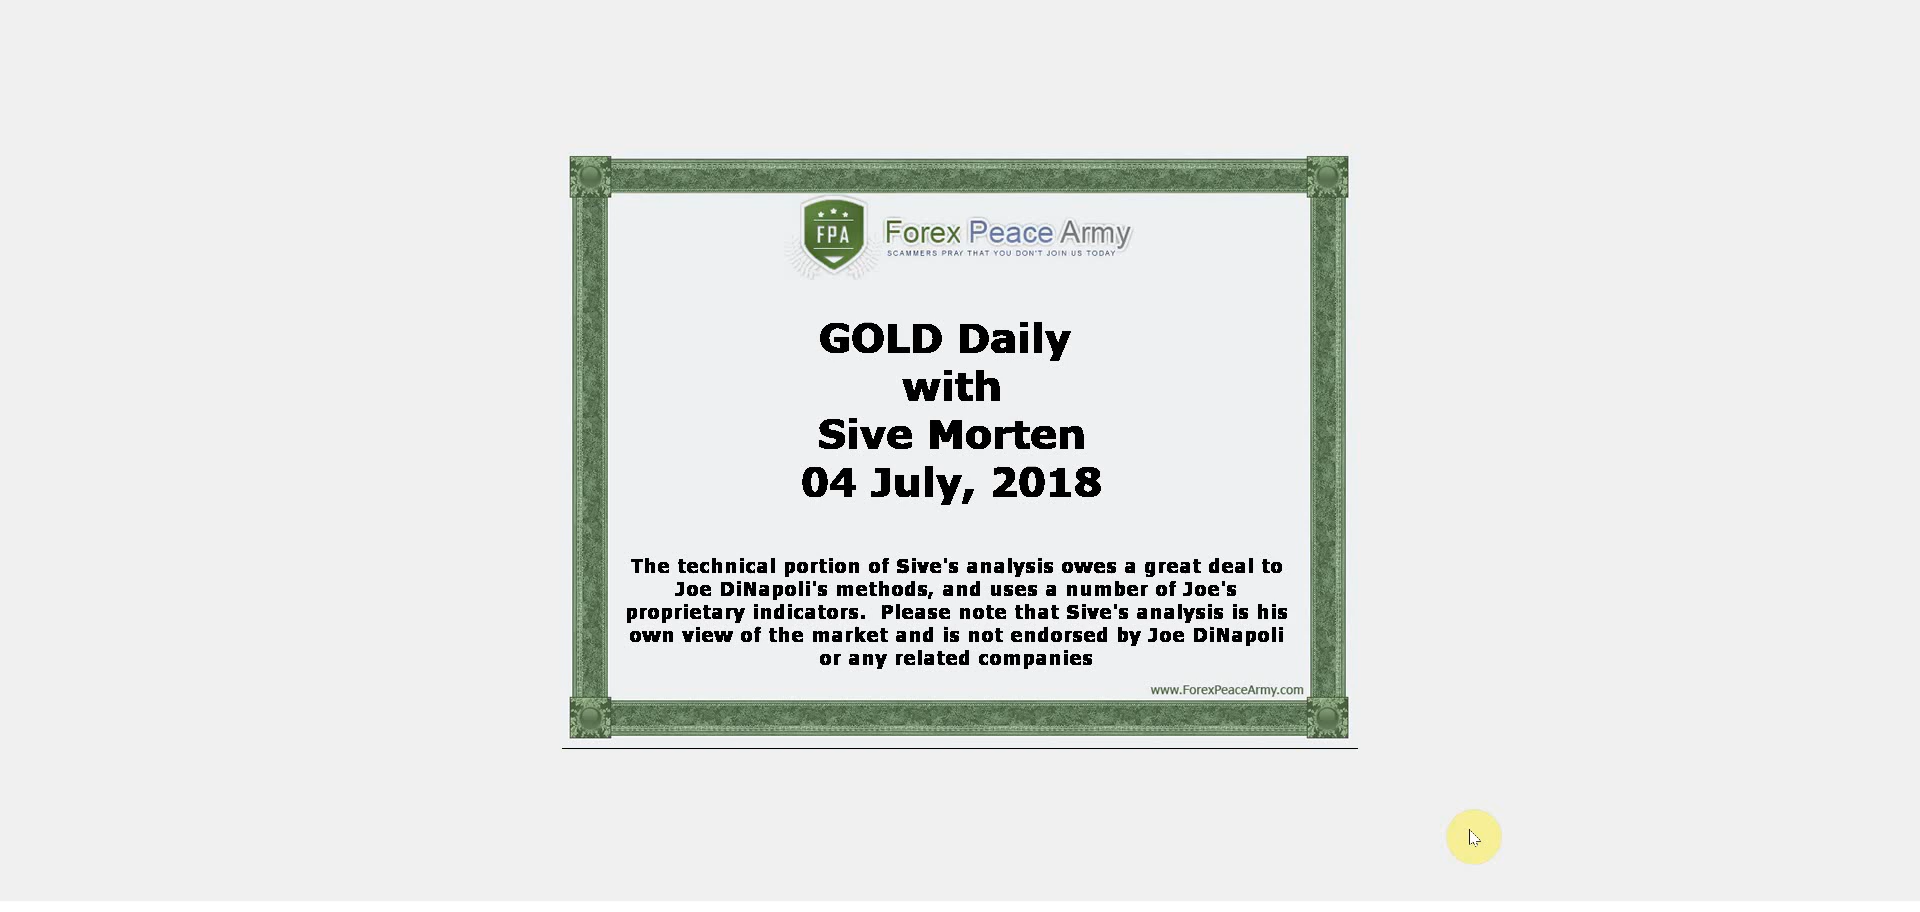 FPA
Forex Peace Army
SCAMMERS PRAY THAT YOU DON'T JOIN US TODAY
GOLD Daily
with
Sive Morten
04 July, 2018
The technical portion of Sive's analysis owes a great deal to
Joe DiNapoli's methods, and uses a number of Joe's
proprietary indicators.  Please note that Sive's analysis is his
own view of the market and is not endorsed by Joe DiNapoli
or any related companies
www.ForexPeaceArmy.com